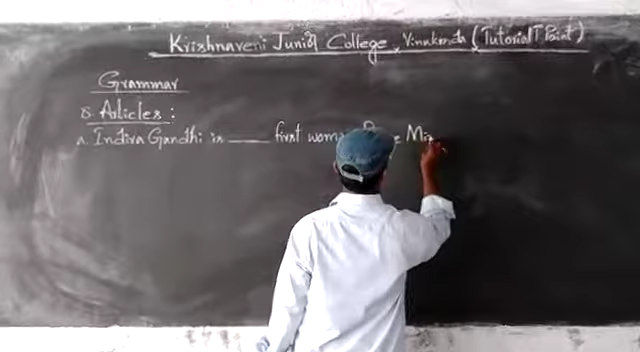 Krishnaveni Junior College, Vinukonda (Tutorial Point)
Grammar
8. Articles:
a. Indira Gandhi is ____ first